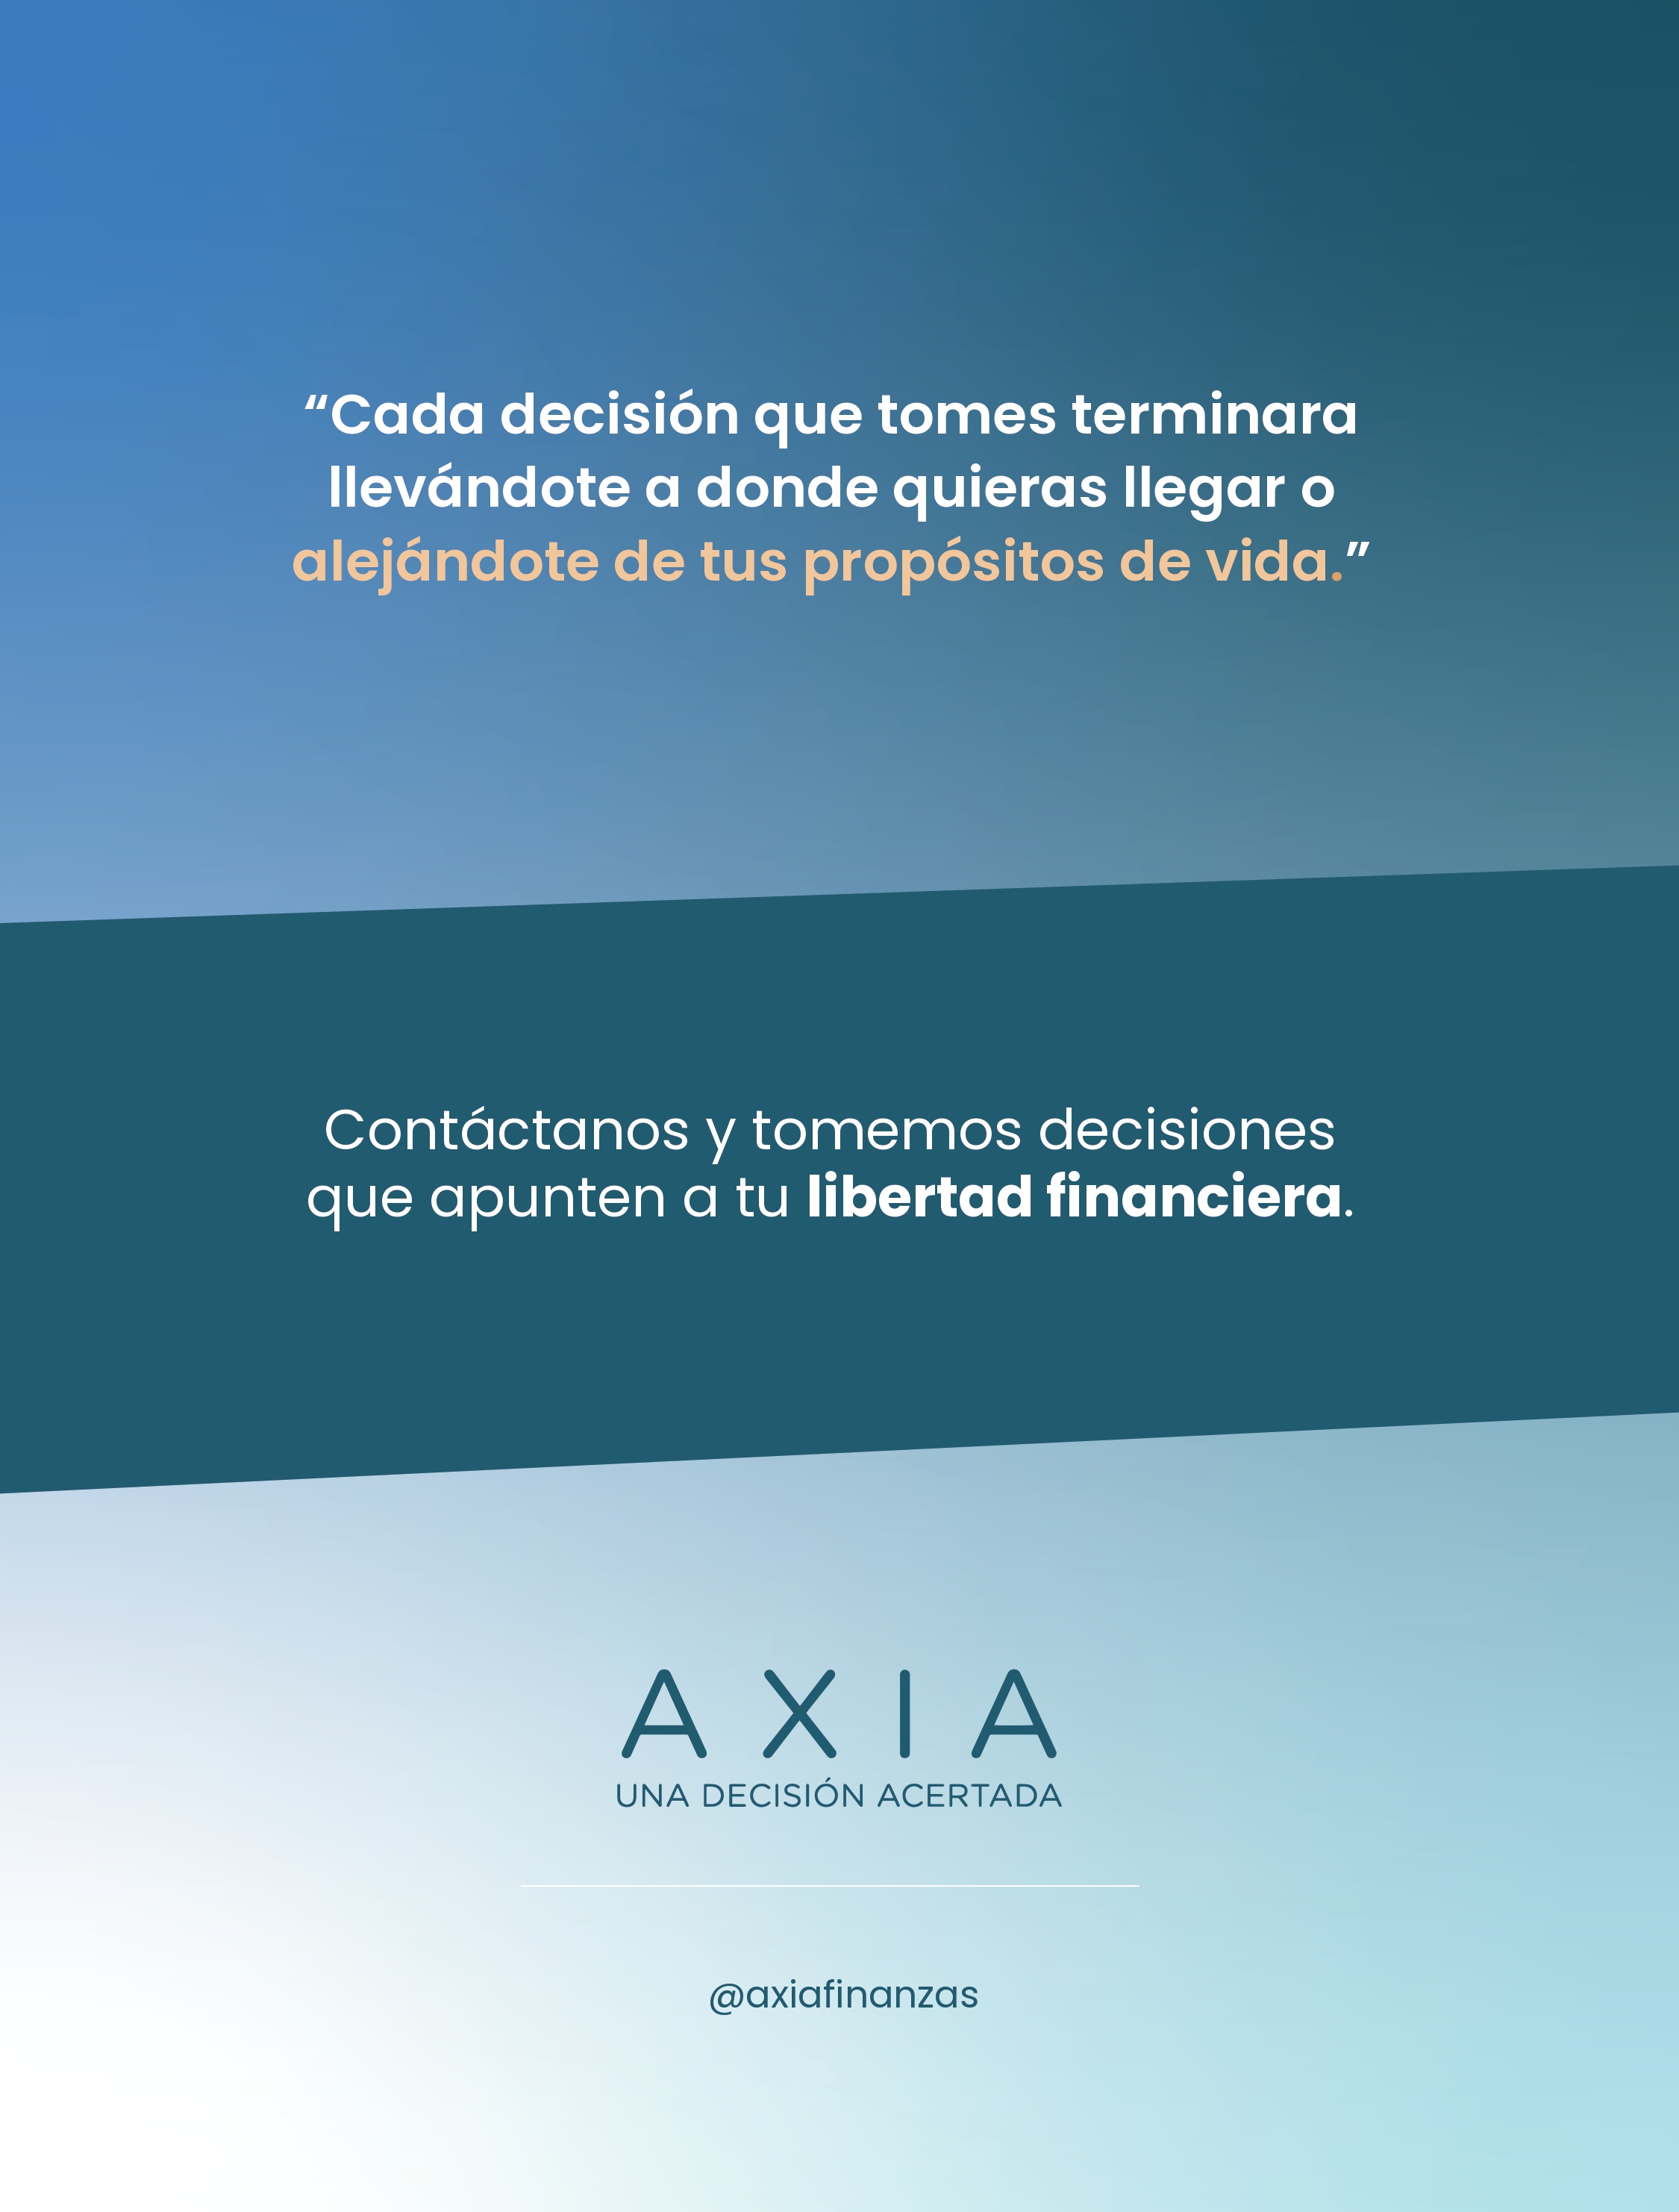 “Cada decisión que tomes terminara
llevándote a donde quieras llegar o
alejándote de tus propósitos de vida.”
Contáctanos y tomemos decisiones
que apunten a tu libertad financiera.
AXIA
UNA DECISIÓN ACERTADA
@axiafinanzas